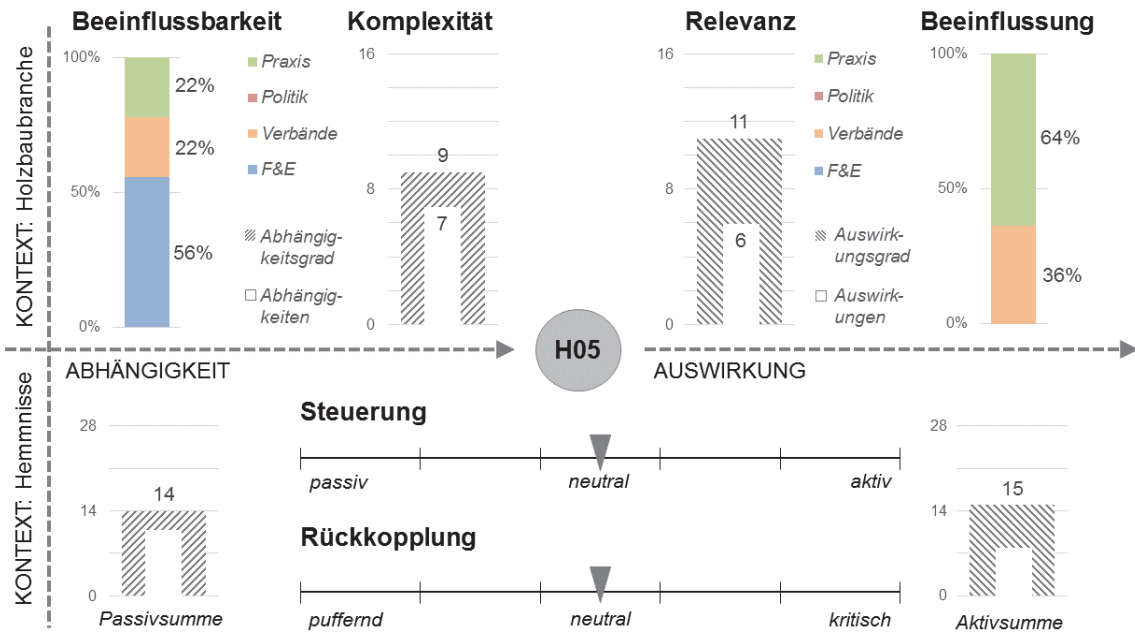 Beeinflussbarkeit
Komplexität
Relevanz
Beeinflussung
KONTEXT: Holzbaubranche
100%
50%
0%
22%
22%
56%
Praxis
Politik
Verbände
F&E
Abhängig-
keitsgrad
Abhängig-
keiten
16
8
0
9
7
16
8
0
11
6
Praxis
Politik
Verbände
F&E
Auswirk-
ungsgrad
Auswirk-
ungen
100%
50%
0%
64%
36%
H05
ABHÄNGIGKEIT
AUSWIRKUNG
KONTEXT: Hemmnisse
28
14
0
14
Passivsumme
Steuerung
passiv
neutral
aktiv
Rückkopplung
puffernd
neutral
kritisch
28
14
0
15
Aktivsumme